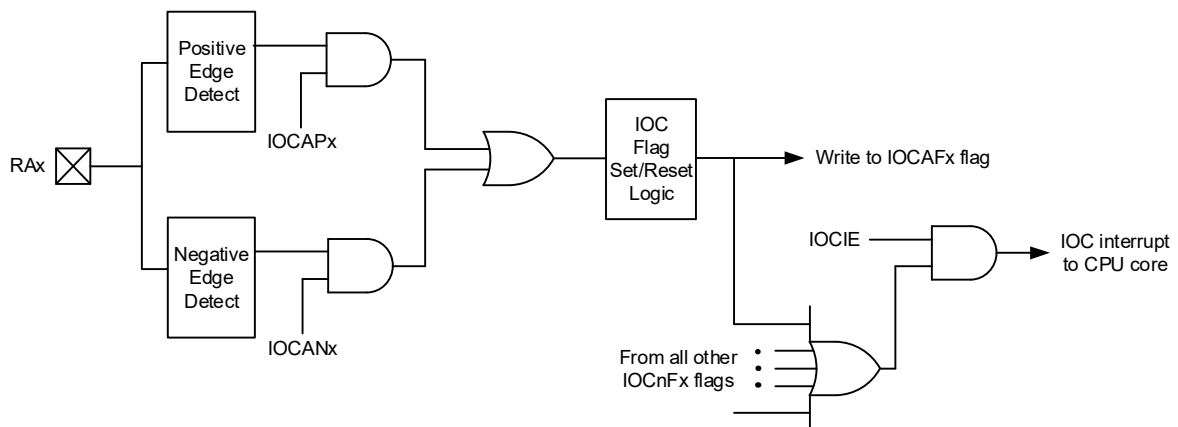 Positive
Edge
Detect
IOCAPx
RAx
Negative
Edge
Detect
IOCANx
IOC
Flag
Set/Reset
Logic
Write to IOCAFx flag
IOCIE
IOC interrupt
to CPU core
From all other
IOCnFx flags